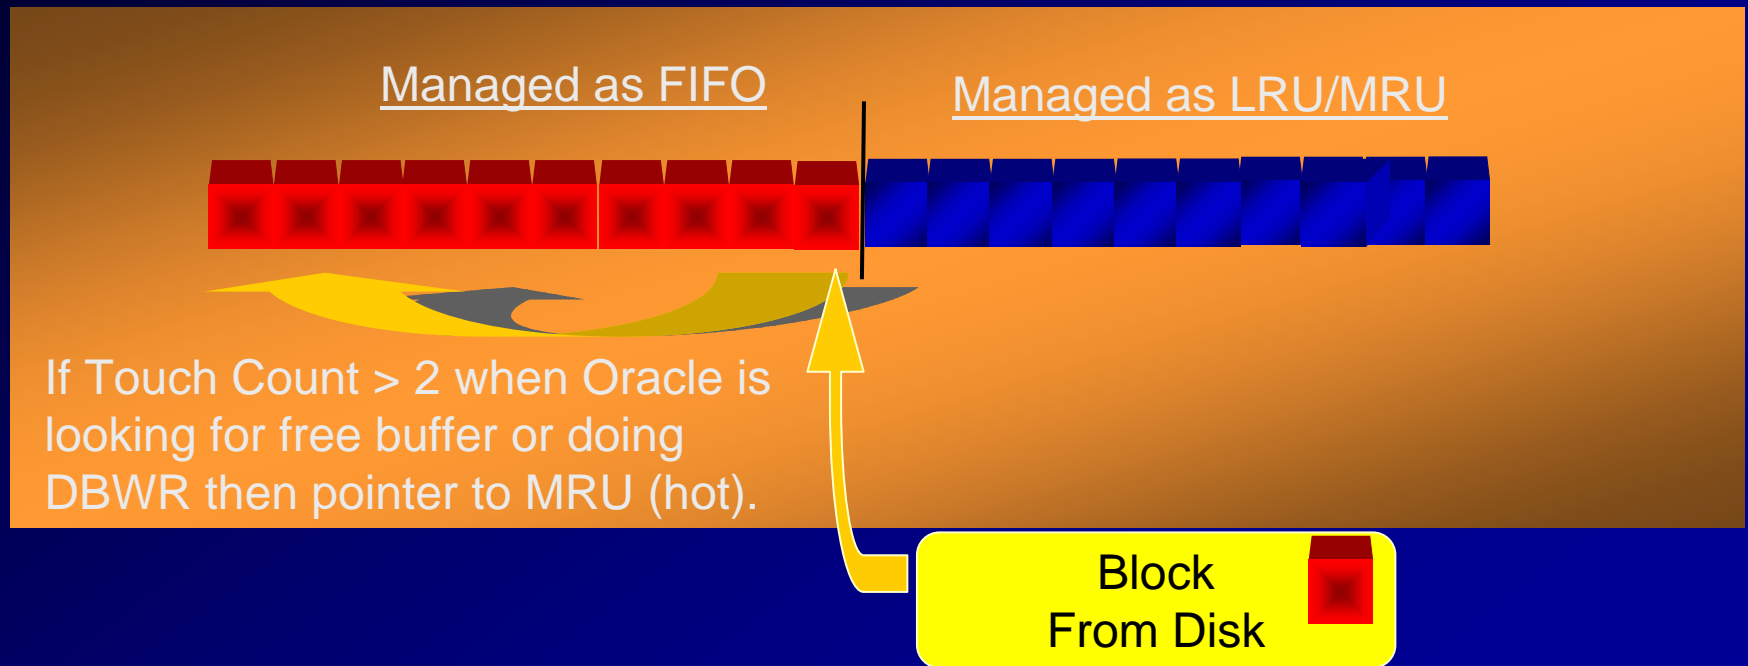 Managed as FIFO
Managed as LRU/MRU
If Touch Count > 2 when Oracle is
looking for free buffer or doing
DBWR then pointer to MRU (hot).
Block
From Disk